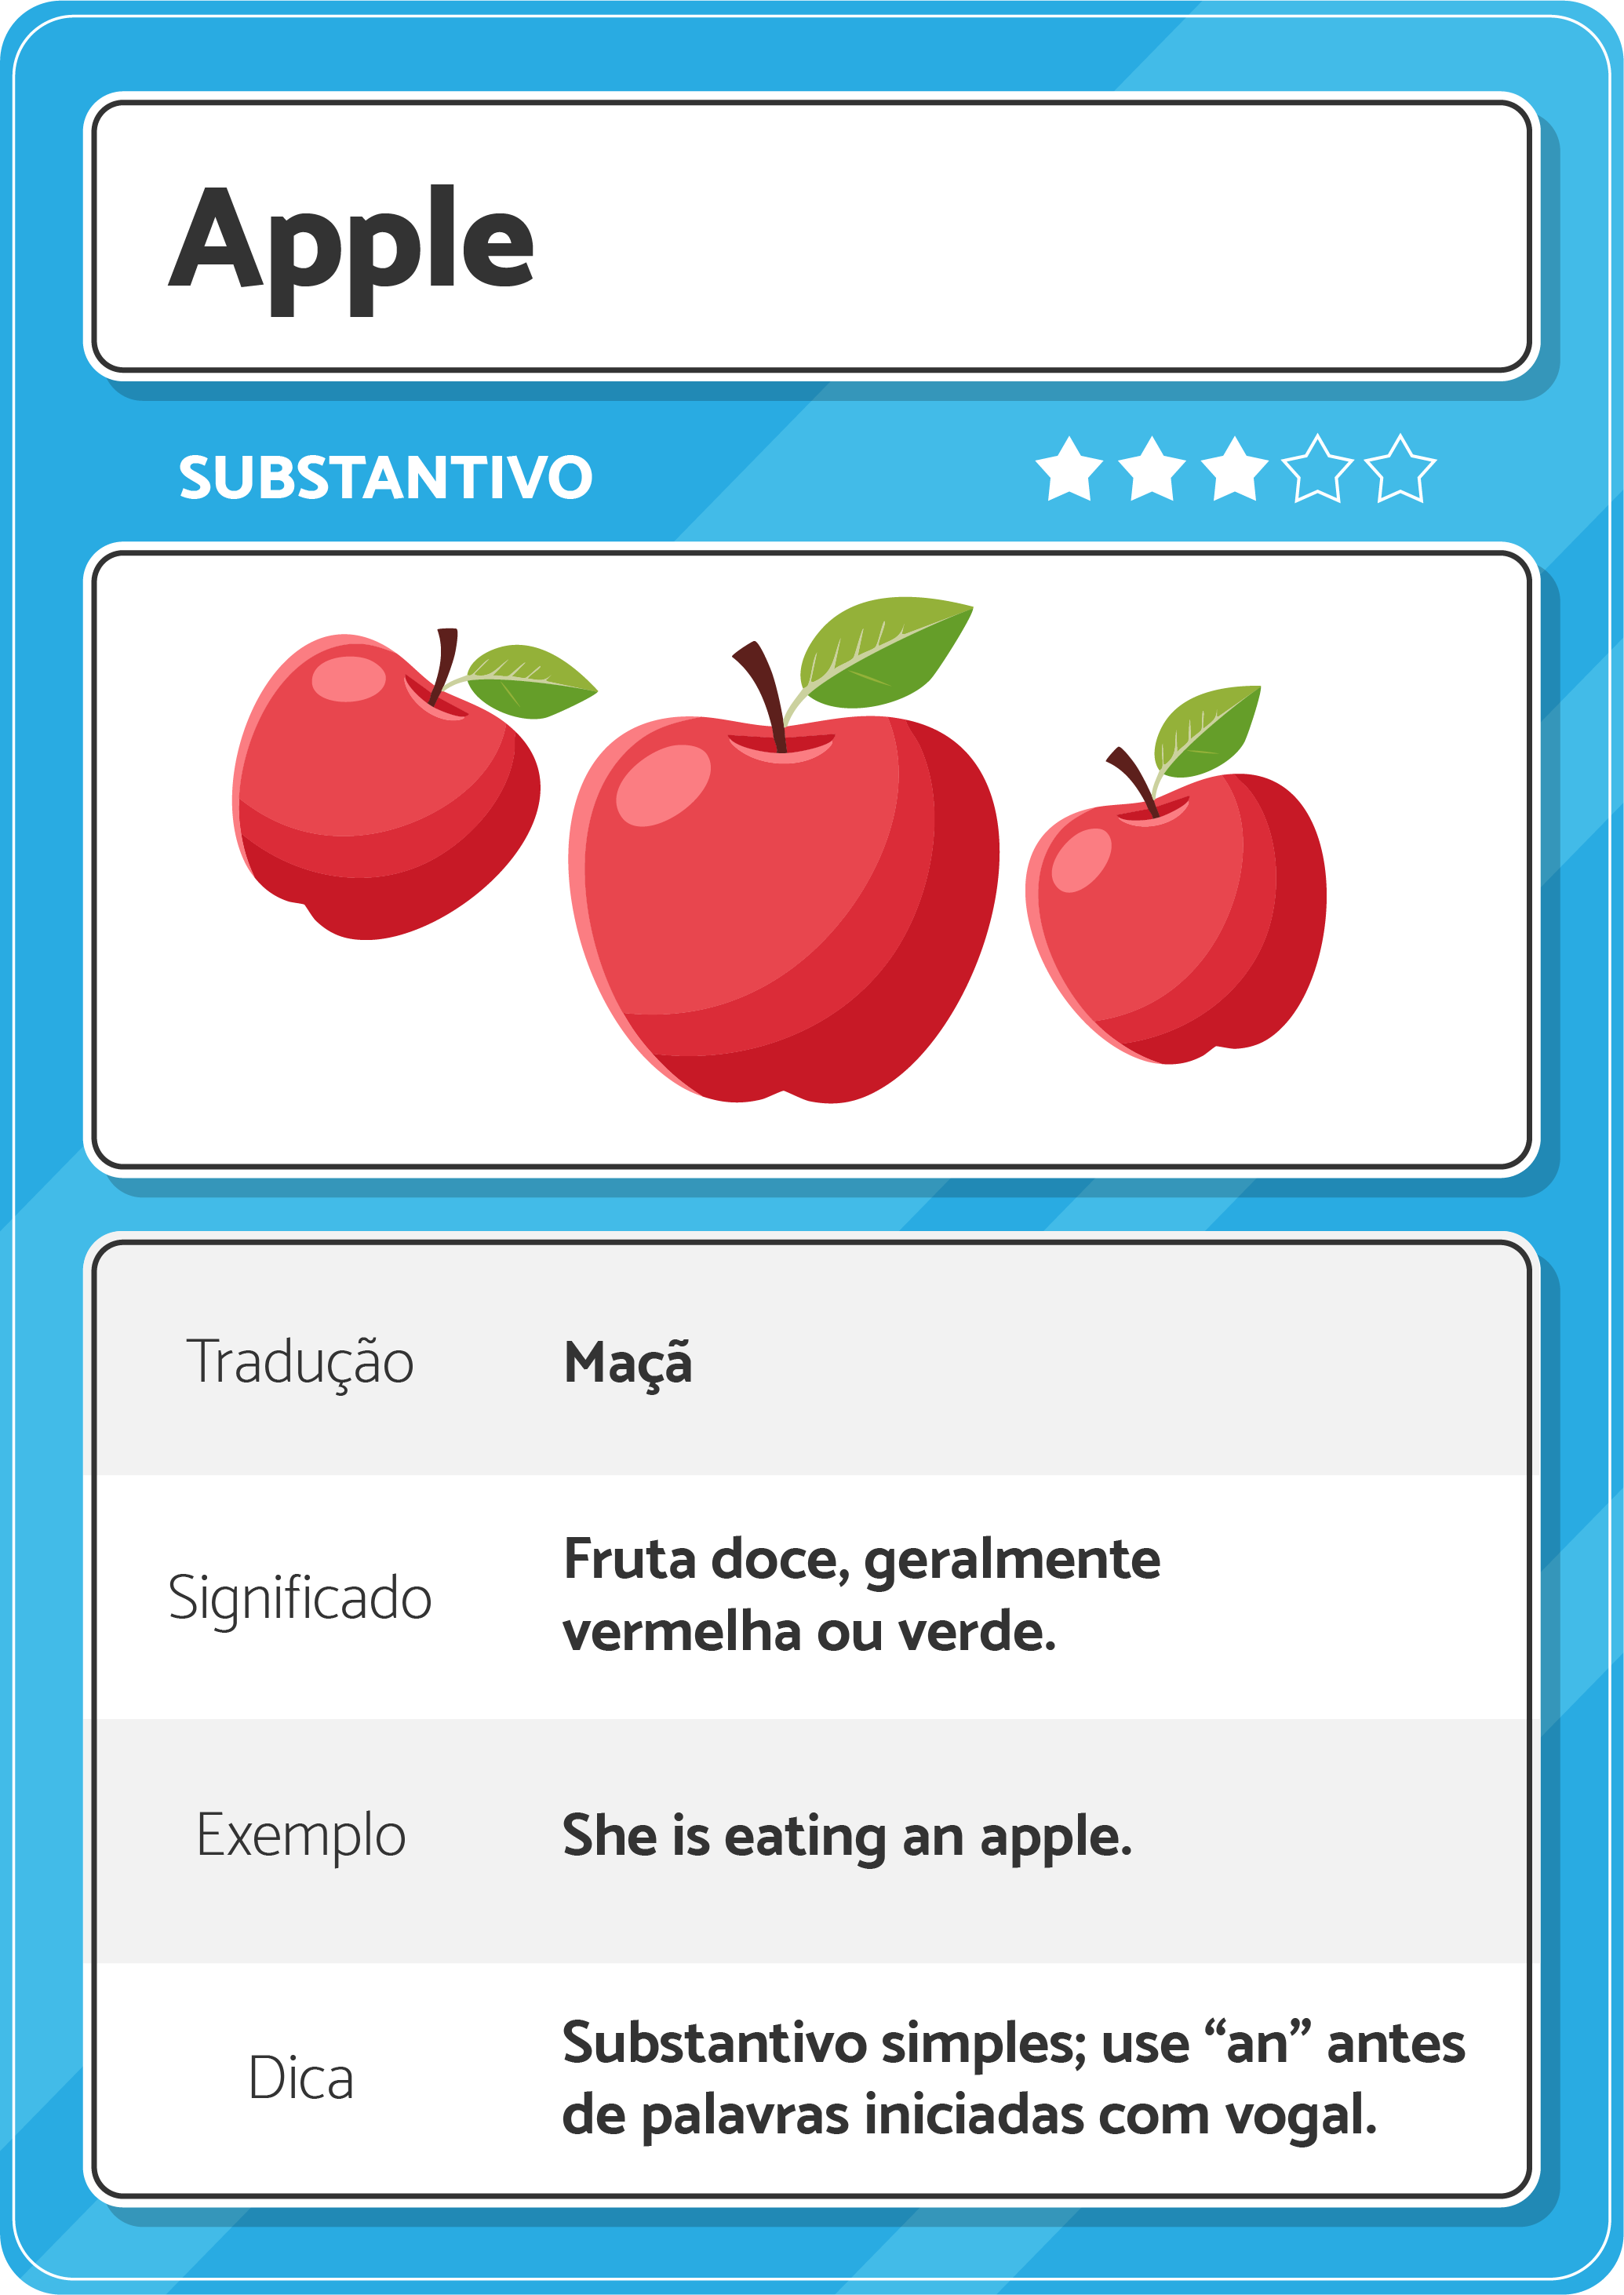 Apple
SUBSTANTIVO
Tradução
Maçã
Significado
Fruta doce, geralmente
vermelha ou verde.
Exemplo
She is eating an apple.
Dica
Substantivo simples; use “an” antes
de palavras iniciadas com vogal.